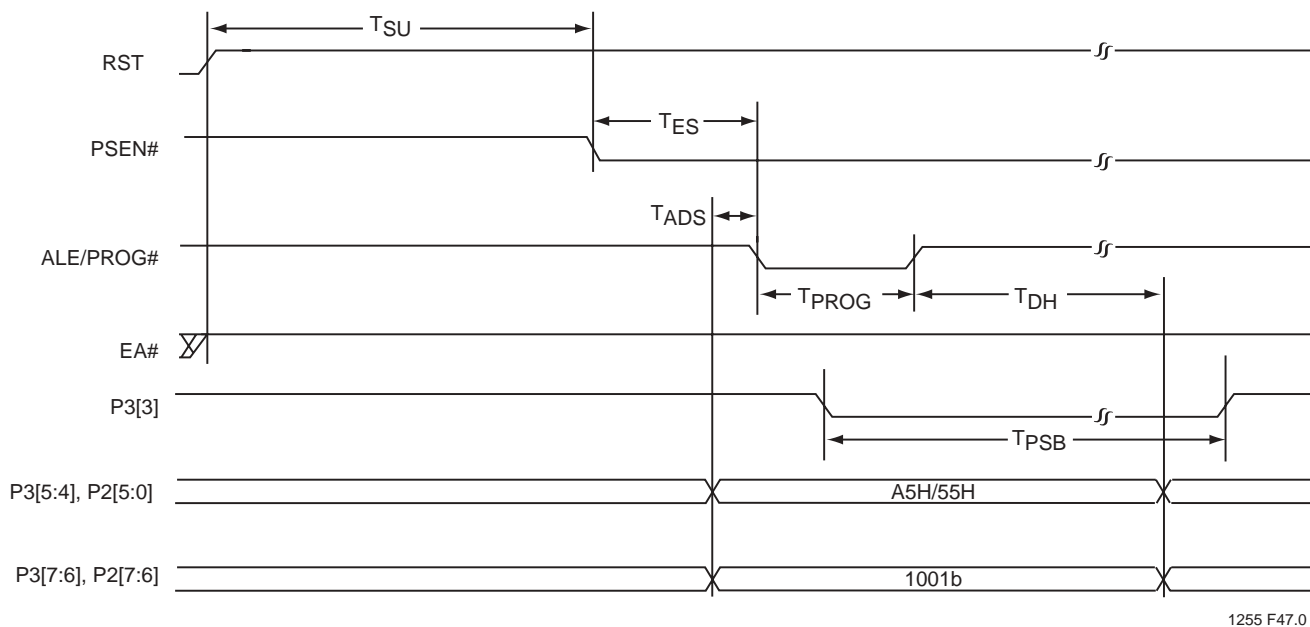 TSU
RST
TES
PSEN#
TADS
ALE/PROG#
TPROG
TDH
EA#
P3[3]
TPSB
P3[5:4], P2[5:0]
A5H/55H
P3[7:6], P2[7:6]
1001b
1255 F47.0